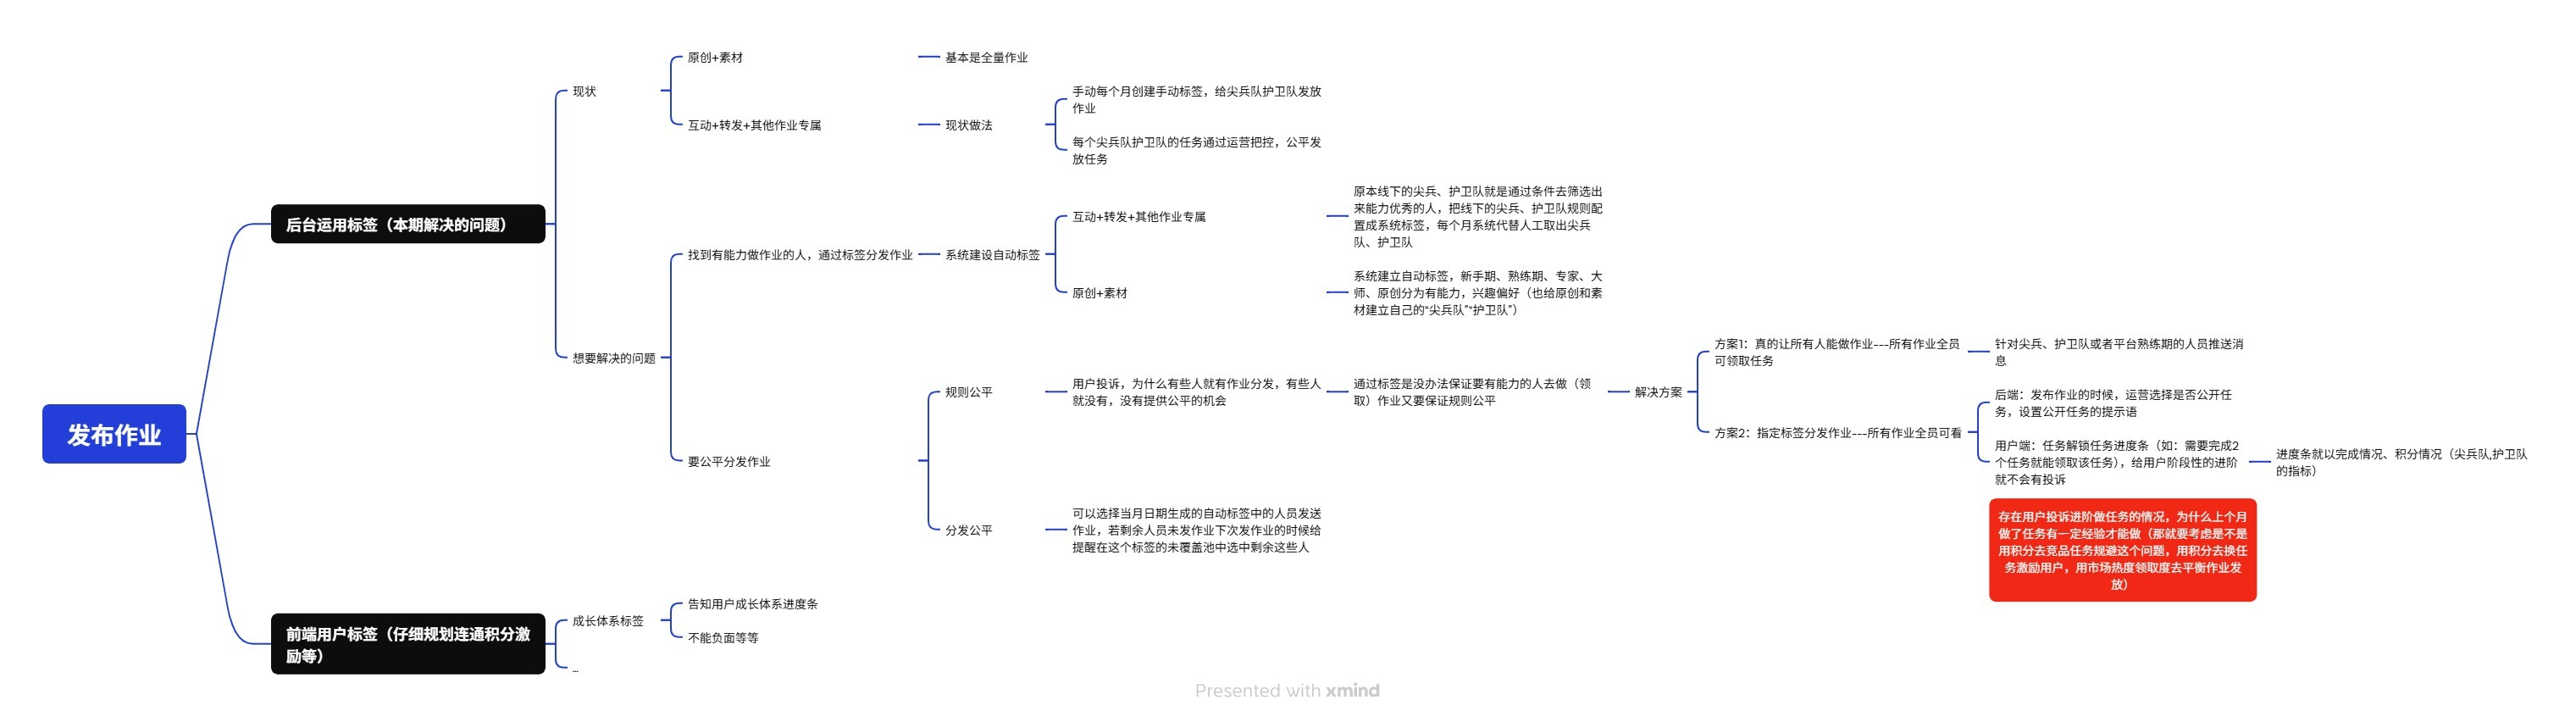 发布作业
后台运用标签（本期解决的问题）
现状
原创+素材
基本是全量作业
互动+转发+其他作业专属
现状做法
手动每个月创建手动标签，给尖兵队护卫队发放
作业
每个尖兵队护卫队的任务通过运营把控，公平发
放任务
想要解决的问题
找到有能力做作业的人，通过标签分发作业
系统建设自动标签
互动+转发+其他作业专属
原本线下的尖兵、护卫队就是通过条件去筛选出
来能力优秀的人，把线下的尖兵、护卫队规则配
置成系统标签，每个月系统代替人工取出尖兵
队、护卫队
原创+素材
系统建立自动标签，新手期、熟练期、专家、大
师、原创分为有能力，兴趣偏好（也给原创和素
材建立自己的“尖兵队”“护卫队”）
要公平分发作业
规则公平
用户投诉，为什么有些人就有作业分发，有些人
就没有，没有提供公平的机会
通过标签是没办法保证要有能力的人去做（领
取）作业又要保证规则公平
解决方案
方案1：真的让所有人能做作业---所有作业全员
可领取任务
针对尖兵、护卫队或者平台熟练期的人员推送消
息
方案2：指定标签分发作业---所有作业全员可看
后端：发布作业的时候，运营选择是否公开任
务，设置公开任务的提示语
用户端：任务解锁任务进度条（如：需要完成2
个任务就能领取该任务），给用户阶段性的进阶
就不会有投诉
进度条就以完成情况、积分情况（尖兵队,护卫队
的指标）
存在用户投诉进阶做任务的情况，为什么上个月
做了任务有一定经验才能做（那就要考虑是不是
用积分去竞品任务规避这个问题，用积分去换任
务激励用户，用市场热度领取度去平衡作业发
放）
分发公平
可以选择当月日期生成的自动标签中的人员发送
作业，若剩余人员未发作业下次发作业的时候给
提醒在这个标签的未覆盖池中选中剩余这些人
前端用户标签（仔细规划连通积分激
励等）
成长体系标签
告知用户成长体系进度条
不能负面等等
...
Presented with xmind